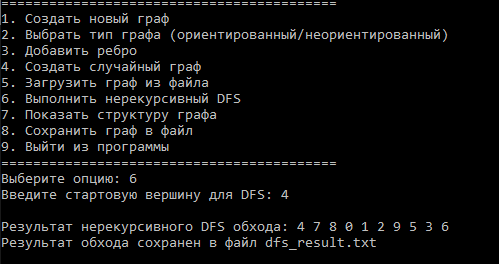 ==========================================
1. Создать новый граф
2. Выбрать тип графа (ориентированный/неориентированный)
3. Добавить ребро
4. Создать случайный граф
5. Загрузить граф из файла
6. Выполнить нерекурсивный DFS
7. Показать структуру графа
8. Сохранить граф в файл
9. Выйти из программы
==========================================
Выберите опцию: 6
Введите стартовую вершину для DFS: 4
Результат нерекурсивного DFS обхода: 4 7 8 0 1 2 9 5 3 6
Результат обхода сохранен в файл dfs_result.txt